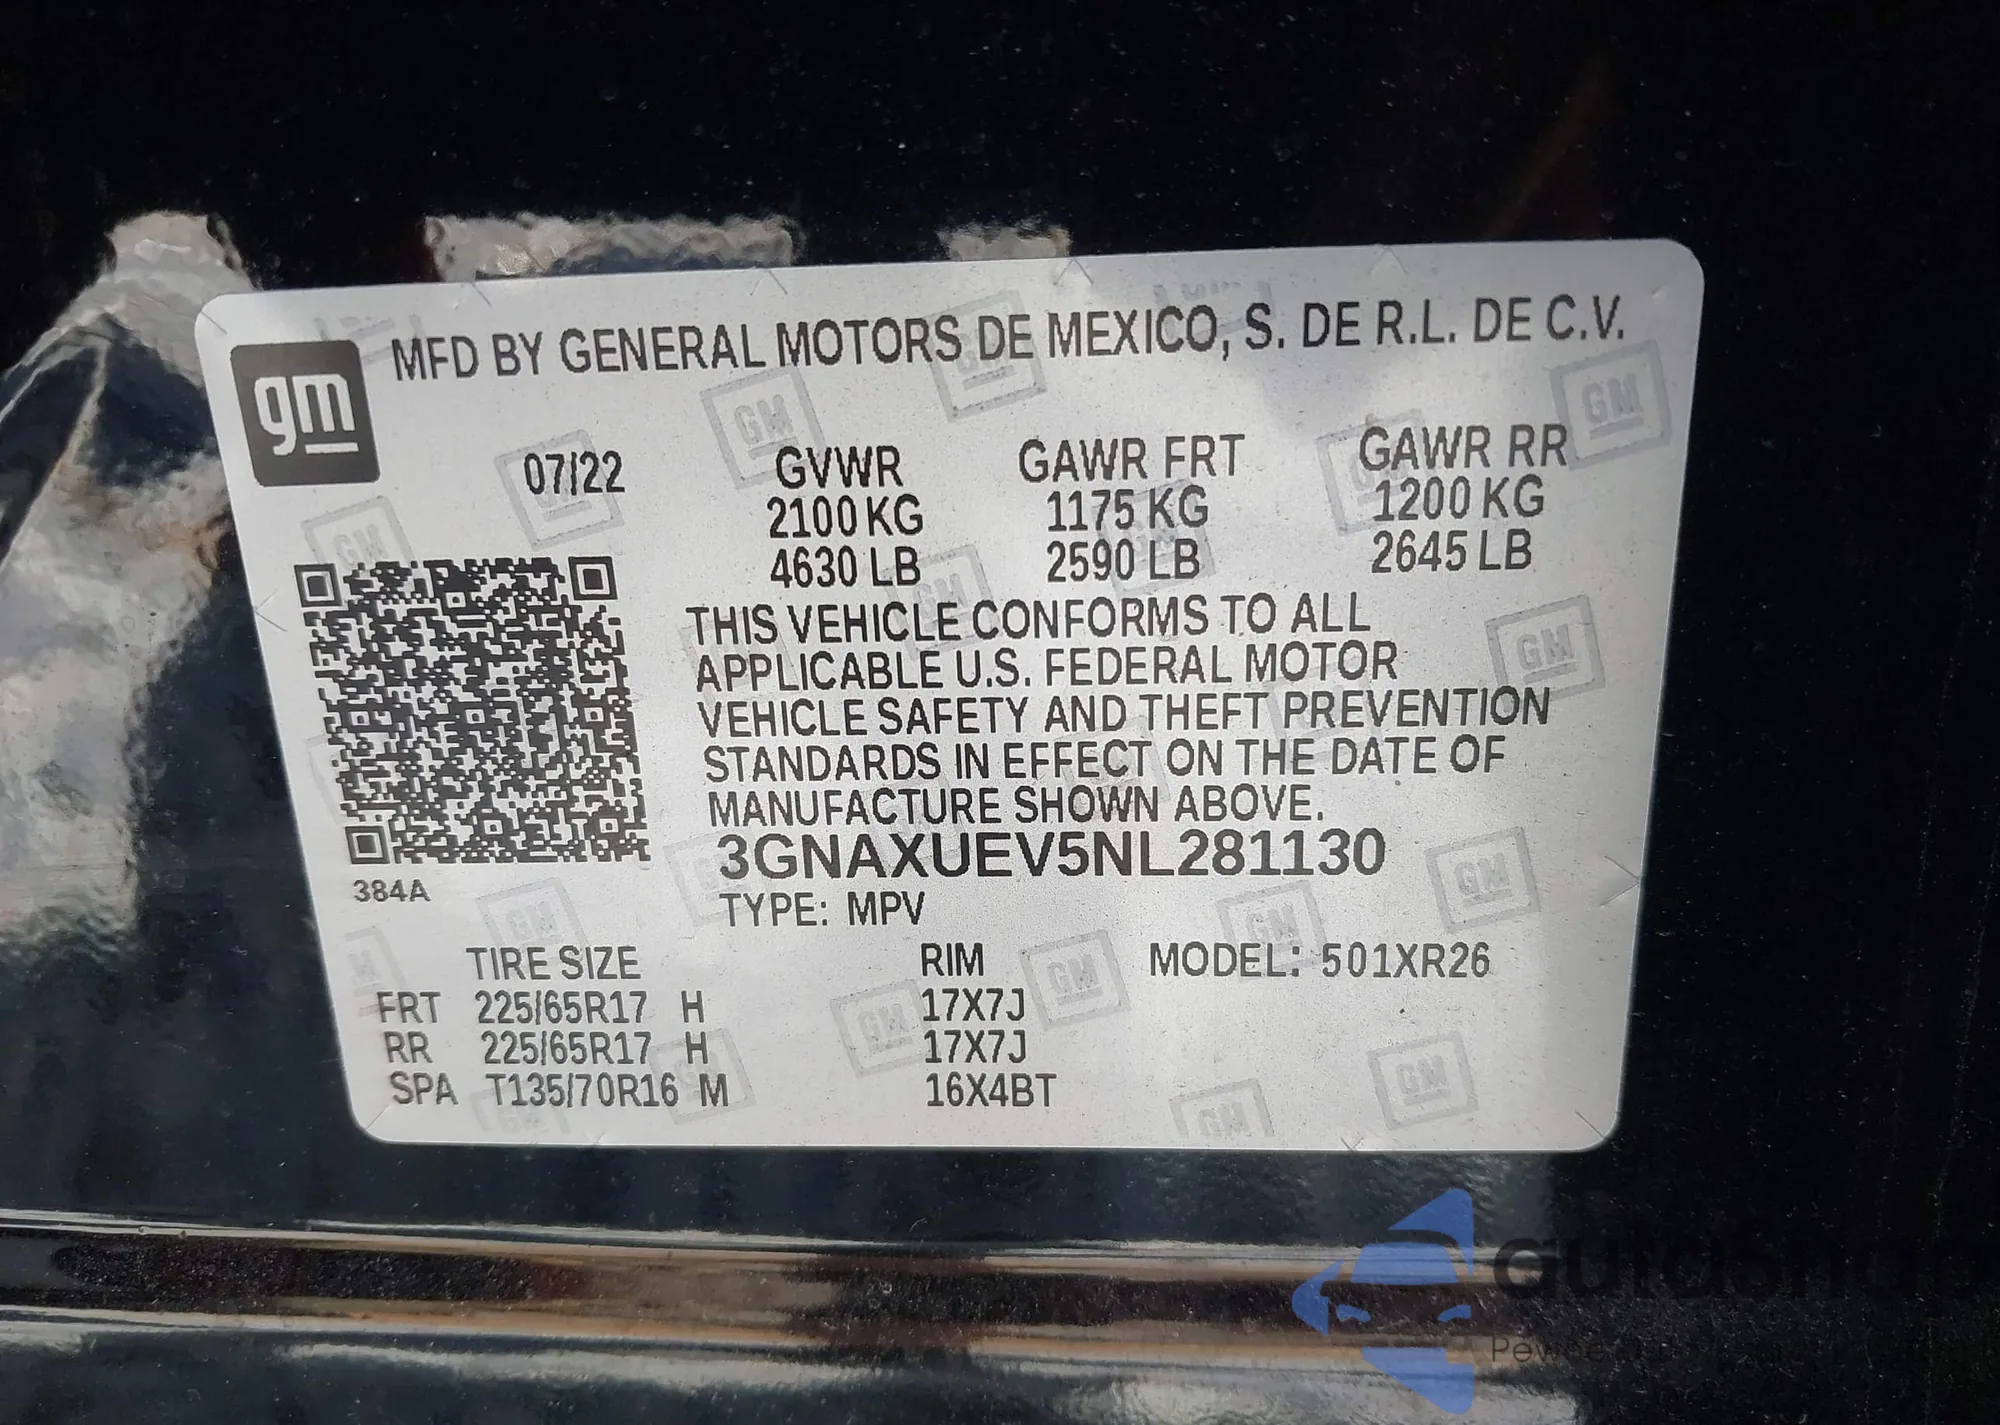 gm
MFD BY GENERAL MOTORS DE MEXICO, S. DE R.L. DE C.V.
07/22 GVWR GAWR FRT GAWR RR
2100 KG 1175 KG 1200 KG
4630 LB 2590 LB 2645 LB
THIS VEHICLE CONFORMS TO ALL
APPLICABLE U.S. FEDERAL MOTOR
VEHICLE SAFETY AND THEFT PREVENTION
STANDARDS IN EFFECT ON THE DATE OF
MANUFACTURE SHOWN ABOVE.
3GNAXUEV5NL281130
384A
TYPE: MPV
TIRE SIZE RIM MODEL: 501XR26
FRT 225/65R17 H 17X7J
RR 225/65R17 H 17X7J
SPA T135/70R16 M 16X4BT